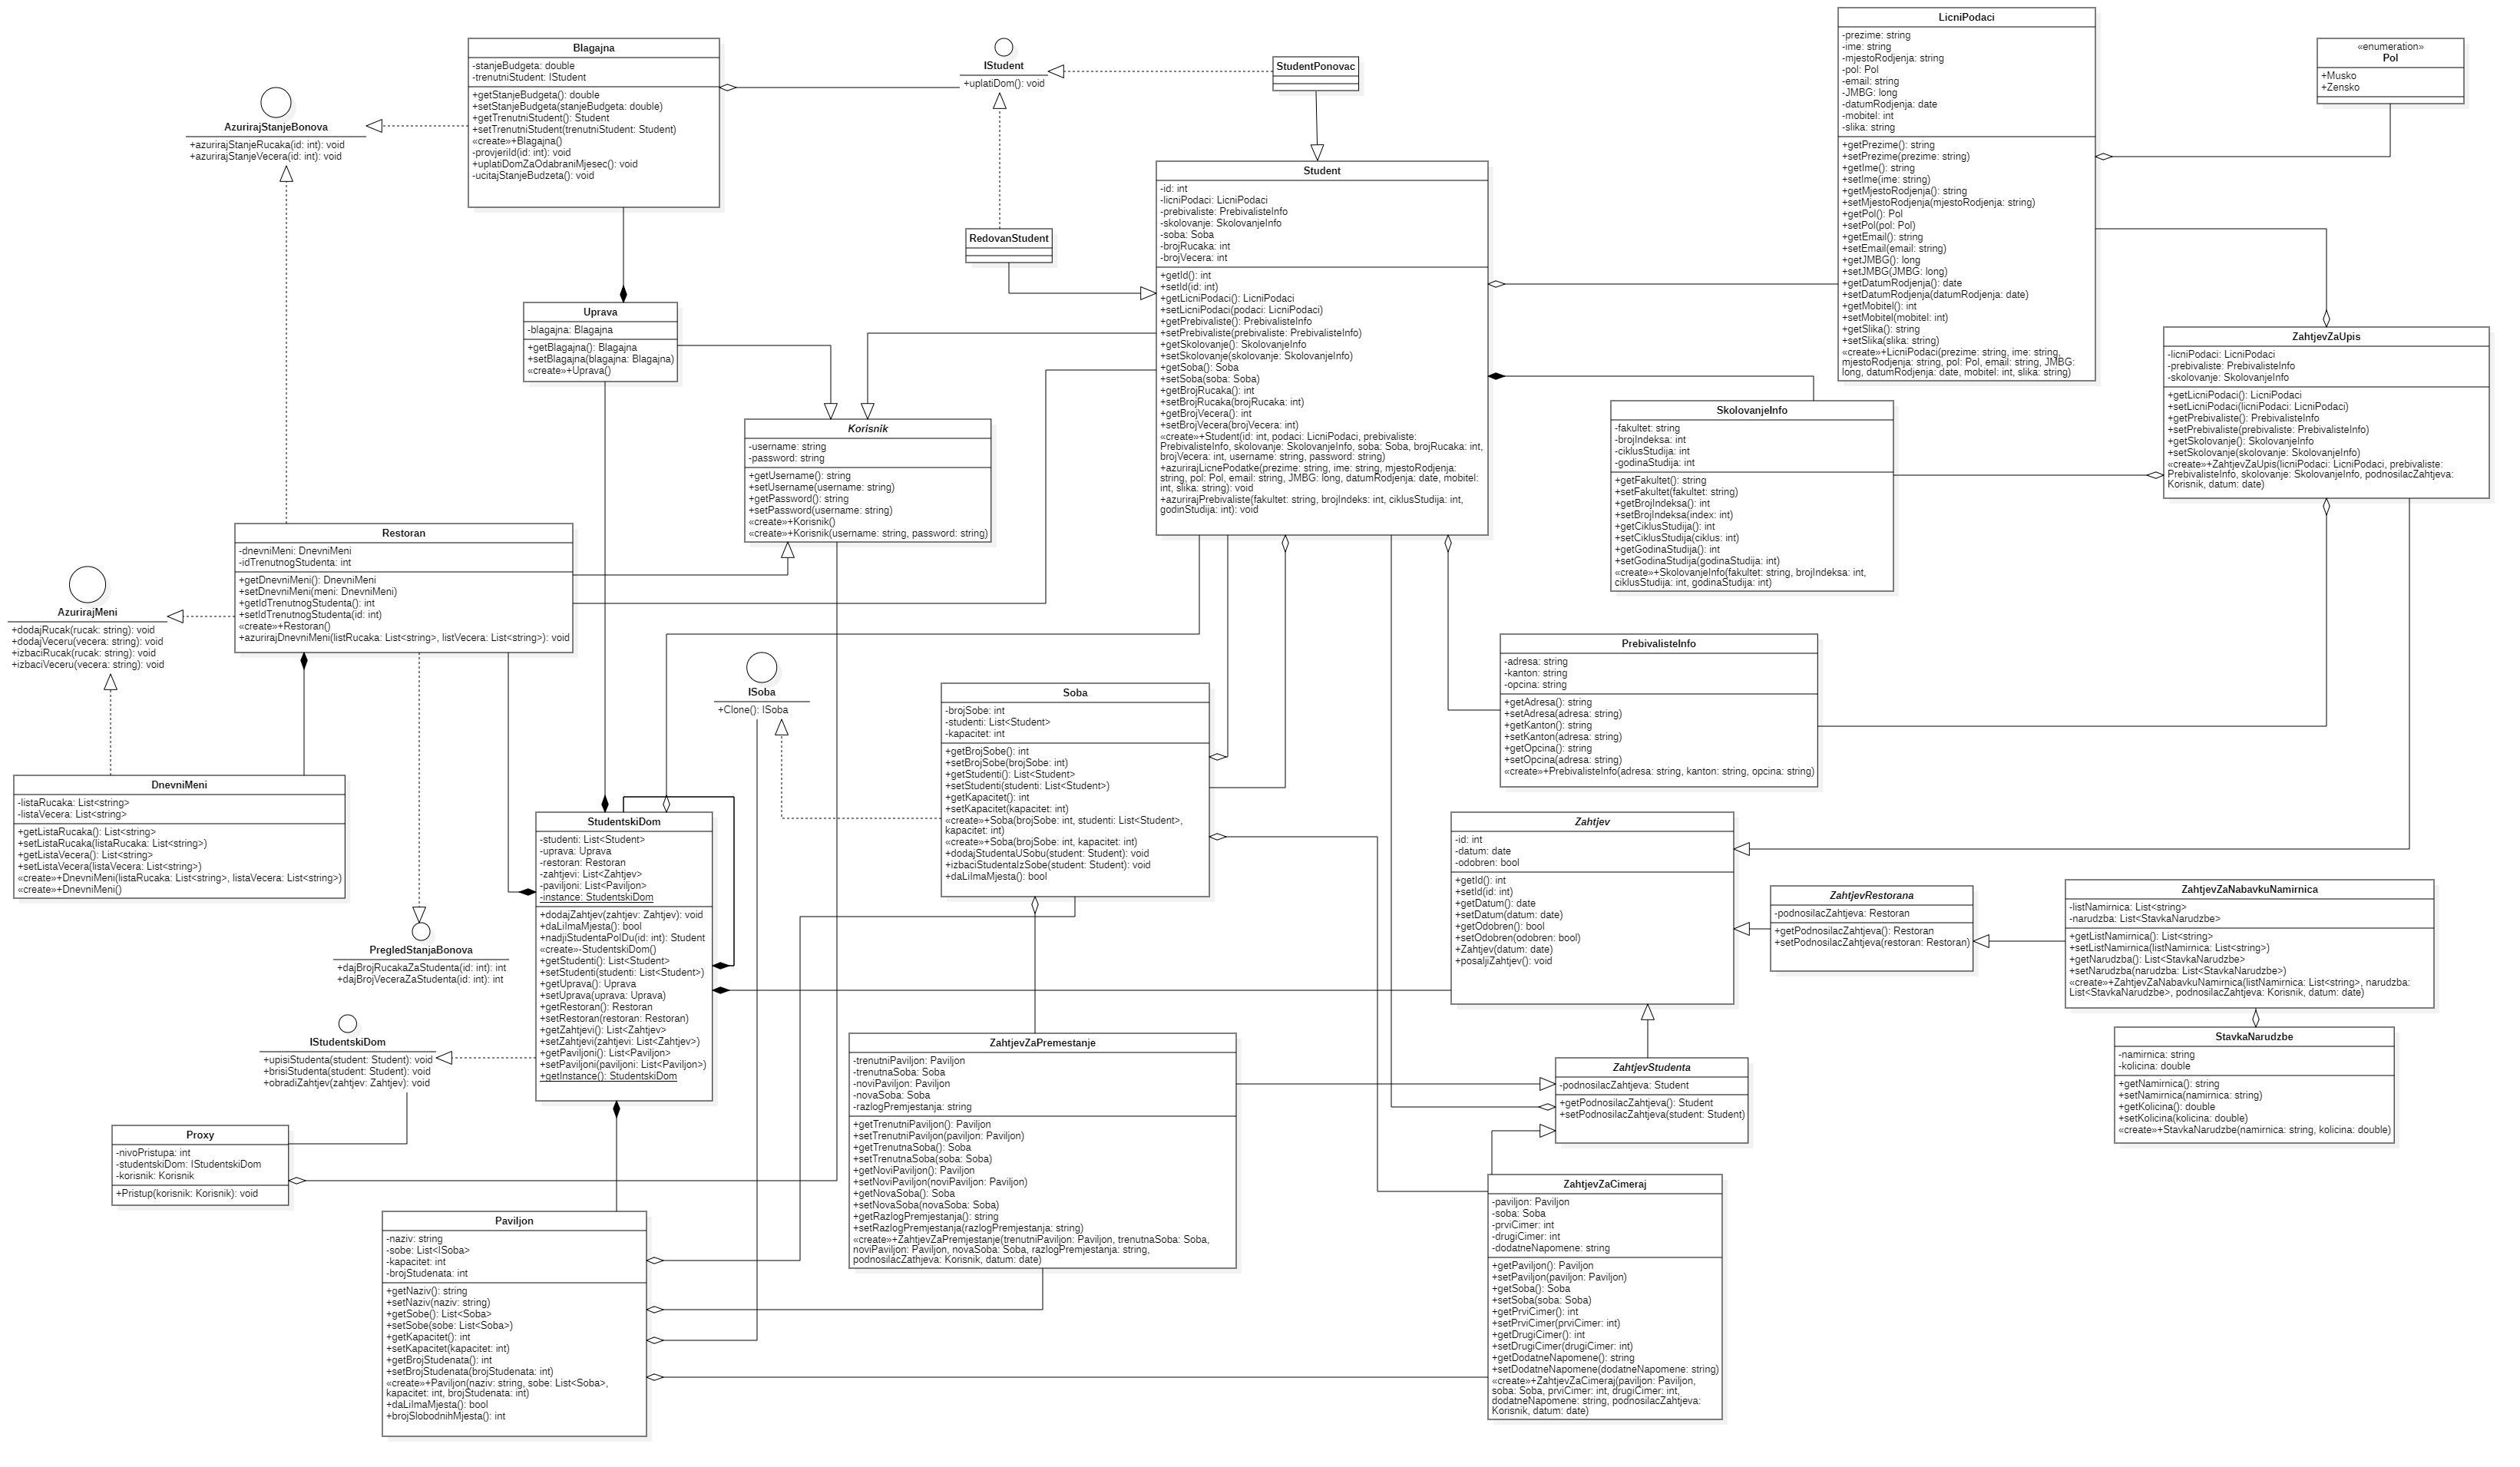 Blagajna
-stanjeBudgeta: double
-trenutniStudent: IStudent
+getStanjeBudgeta(): double
+setStanjeBudgeta(stanjeBudgeta: double)
+getTrenutniStudent(): Student
+setTrenutniStudent(trenutniStudent: Student)
«create»+Blagajna()
-provjeriId(id: int): void
+uplatiDomZaOdabraniMjesec(): void
-ucitajStanjeBudzeta(): void
IStudent
+uplatiDom(): void
StudentPonovac
LicniPodaci
-prezime: string
-ime: string
-mjestoRodjenja: string
-pol: Pol
-email: string
-JMBG: long
-datumRodjenja: date
-mobitel: int
-slika: string
+getPrezime(): string
+setPrezime(prezime: string)
+getIme(): string
+setIme(ime: string)
+getMjestoRodjenja(): string
+setMjestoRodjenja(mjestoRodjenja: string)
+getPol(): Pol
+setPol(pol: Pol)
+getEmail(): string
+setEmail(email: string)
+getJMBG(): long
+setJMBG(JMBG: long)
+getDatumRodjenja(): date
+setDatumRodjenja(datumRodjenja: date)
+getMobitel(): int
+setMobitel(mobitel: int)
+getSlika(): string
+setSlika(slika: string)
«create»+LicniPodaci(prezime: string, ime: string,
mjestoRodjenja: string, pol: Pol, email: string, JMBG:
long, datumRodjenja: date, mobitel: int, slika: string)
«enumeration»
Pol
+Musko
+Zensko
AzurirajStanjeBonova
+azurirajStanjeRucaka(id: int): void
+azurirajStanjeVecera(id: int): void
Student
-id: int
-licniPodaci: LicniPodaci
-prebivaliste: PrebivalisteInfo
-skolovanje: SkolovanjeInfo
-soba: Soba
-brojRucaka: int
-brojVecera: int
+getId(): int
+setId(id: int)
+getLicniPodaci(): LicniPodaci
+setLicniPodaci(podaci: LicniPodaci)
+getPrebivaliste(): PrebivalisteInfo
+setPrebivaliste(prebivaliste: PrebivalisteInfo)
+getSkolovanje(): SkolovanjeInfo
+setSkolovanje(skolovanje: SkolovanjeInfo)
+getSoba(): Soba
+setSoba(soba: Soba)
+getBrojRucaka(): int
+setBrojRucaka(brojRucaka: int)
+getBrojVecera(): int
+setBrojVecera(brojVecera: int)
«create»+Student(id: int, podaci: LicniPodaci, prebivaliste:
PrebivalisteInfo, skolovanje: SkolovanjeInfo, soba: Soba, brojRucaka: int,
brojVecera: int, username: string, password: string)
+azurirajLicnePodatke(prezime: string, ime: string, mjestoRodjenja:
string, pol: Pol, email: string, JMBG: long, datumRodjenja: date, mobitel:
int, slika: string): void
+azurirajPrebivaliste(fakultet: string, brojIndeks: int, ciklusStudija: int,
godinStudija: int): void
RedovanStudent
Uprava
-blagajna: Blagajna
+getBlagajna(): Blagajna
+setBlagajna(blagajna: Blagajna)
«create»+Uprava()
ZahtjevZaUpis
-licniPodaci: LicniPodaci
-prebivaliste: PrebivalisteInfo
-skolovanje: SkolovanjeInfo
+getLicniPodaci(): LicniPodaci
+setLicniPodaci(licniPodaci: LicniPodaci)
+getPrebivaliste(): PrebivalisteInfo
+setPrebivaliste(prebivaliste: PrebivalisteInfo)
+getSkolovanje(): SkolovanjeInfo
+setSkolovanje(skolovanje: SkolovanjeInfo)
«create»+ZahtjevZaUpis(licniPodaci: LicniPodaci, prebivaliste:
PrebivalisteInfo, skolovanje: SkolovanjeInfo, podnosilacZahtjeva:
Korisnik, datum: date)
Korisnik
-username: string
-password: string
+getUsername(): string
+setUsername(username: string)
+getPassword(): string
+setPassword(username: string)
«create»+Korisnik()
«create»+Korisnik(username: string, password: string)
SkolovanjeInfo
-fakultet: string
-brojIndeksa: int
-ciklusStudija: int
-godinaStudija: int
+getFakultet(): string
+setFakultet(fakultet: string)
+getBrojIndeksa(): int
+setBrojIndeksa(index: int)
+getCiklusStudija(): int
+setCiklusStudija(ciklus: int)
+getGodinaStudija(): int
+setGodinaStudija(godinaStudija: int)
«create»+SkolovanjeInfo(fakultet: string, brojIndeksa: int,
ciklusStudija: int, godinaStudija: int)
Restoran
-dnevniMeni: DnevniMeni
-idTrenutnogStudenta: int
+getDnevniMeni(): DnevniMeni
+setDnevniMeni(meni: DnevniMeni)
+getIdTrenutnogStudenta(): int
+setIdTrenutnogStudenta(id: int)
«create»+Restoran()
+azurirajDnevniMeni(listRucaka: List<string>, listVecera: List<string>): void
AzurirajMeni
+dodajRucak(rucak: string): void
+dodajVeceru(vecera: string): void
+izbaciRucak(rucak: string): void
+izbaciVeceru(vecera: string): void
PrebivalisteInfo
-adresa: string
-kanton: string
-opcina: string
+getAdresa(): string
+setAdresa(adresa: string)
+getKanton(): string
+setKanton(adresa: string)
+getOpcina(): string
+setOpcina(adresa: string)
«create»+PrebivalisteInfo(adresa: string, kanton: string, opcina: string)
ISoba
+Clone(): ISoba
Soba
-brojSobe: int
-studenti: List<Student>
-kapacitet: int
+getBrojSobe(): int
+setBrojSobe(brojSobe: int)
+getStudenti(): List<Student>
+setStudenti(studenti: List<Student>)
+getKapacitet(): int
+setKapacitet(kapacitet: int)
«create»+Soba(brojSobe: int, studenti: List<Student>,
kapacitet: int)
«create»+Soba(brojSobe: int, kapacitet: int)
+dodajStudentaUSobu(student: Student): void
+izbaciStudentaIzSobe(student: Student): void
+daLiImaMjesta(): bool
DnevniMeni
-listaRucaka: List<string>
-listaVecera: List<string>
+getListaRucaka(): List<string>
+setListaRucaka(listaRucaka: List<string>)
+getListaVecera(): List<string>
+setListaVecera(listaVecera: List<string>)
«create»+DnevniMeni(listaRucaka: List<string>, listaVecera: List<string>)
«create»+DnevniMeni()
StudentskiDom
-studenti: List<Student>
-uprava: Uprava
-restoran: Restoran
-zahtjevi: List<Zahtjev>
-paviljoni: List<Paviljon>
-instance: StudentskiDom
+dodajZahtjev(zahtjev: Zahtjev): void
+daLiImaMjesta(): bool
+nadjiStudentaPoIDu(id: int): Student
«create»-StudentskiDom()
+getStudenti(): List<Student>
+setStudenti(studenti: List<Student>)
+getUprava(): Uprava
+setUprava(uprava: Uprava)
+getRestoran(): Restoran
+setRestoran(restoran: Restoran)
+getZahtjevi(): List<Zahtjev>
+setZahtjevi(zahtjevi: List<Zahtjev>)
+getPaviljoni(): List<Paviljon>
+setPaviljoni(paviljoni: List<Paviljon>)
+getInstance(): StudentskiDom
Zahtjev
-id: int
-datum: date
-odobren: bool
+getId(): int
+setId(id: int)
+getDatum(): date
+setDatum(datum: date)
+getOdobren(): bool
+setOdobren(odobren: bool)
+Zahtjev(datum: date)
+posaljiZahtjev(): void
ZahtjevRestorana
-podnosilacZahtjeva: Restoran
+getPodnosilacZahtjeva(): Restoran
+setPodnosilacZahtjeva(restoran: Restoran)
ZahtjevZaNabavkuNamirnica
-listNamirnica: List<string>
-narudzba: List<StavkaNarudzbe>
+getListNamirnica(): List<string>
+setListNamirnica(listNamirnica: List<string>)
+getNarudzba(): List<StavkaNarudzbe>
+setNarudzba(narudzba: List<StavkaNarudzbe>)
«create»+ZahtjevZaNabavkuNamirnica(listNamirnica: List<string>, narudzba:
List<StavkaNarudzbe>, podnosilacZahtjeva: Korisnik, datum: date)
PregledStanjaBonova
+dajBrojRucakaZaStudenta(id: int): int
+dajBrojVeceraZaStudenta(id: int): int
IStudentskiDom
+upisiStudenta(student: Student): void
+brisiStudenta(student: Student): void
+obradiZahtjev(zahtjev: Zahtjev): void
ZahtjevZaPremestanje
-trenutniPaviljon: Paviljon
-trenutnaSoba: Soba
-noviPaviljon: Paviljon
-novaSoba: Soba
-razlogPremjestanja: string
+getTrenutniPaviljon(): Paviljon
+setTrenutniPaviljon(paviljon: Paviljon)
+getTrenutnaSoba(): Soba
+setTrenutnaSoba(soba: Soba)
+getNoviPaviljon(): Paviljon
+setNoviPaviljon(noviPaviljon: Paviljon)
+getNovaSoba(): Soba
+setNovaSoba(novaSoba: Soba)
+getRazlogPremjestanja(): string
+setRazlogPremjestanja(razlogPremjestanja: string)
«create»+ZahtjevZaPremjestanje(trenutniPaviljon: Paviljon, trenutnaSoba: Soba,
noviPaviljon: Paviljon, novaSoba: Soba, razlogPremjestanja: string,
podnosilacZathjeva: Korisnik, datum: date)
ZahtjevStudenta
-podnosilacZahtjeva: Student
+getPodnosilacZahtjeva(): Student
+setPodnosilacZahtjeva(student: Student)
StavkaNarudzbe
-namirnica: string
-kolicina: double
+getNamirnica(): string
+setNamirnica(namirnica: string)
+getKolicina(): double
+setKolicina(kolicina: double)
«create»+StavkaNarudzbe(namirnica: string, kolicina: double)
Proxy
-nivoPristupa: int
-studentskiDom: IStudentskiDom
-korisnik: Korisnik
+Pristup(korisnik: Korisnik): void
ZahtjevZaCimeraj
-paviljon: Paviljon
-soba: Soba
-prviCimer: int
-drugiCimer: int
-dodatneNapomene: string
+getPaviljon(): Paviljon
+setPaviljon(paviljon: Paviljon)
+getSoba(): Soba
+setSoba(soba: Soba)
+getPrviCimer(): int
+setPrviCimer(prviCimer: int)
+getDrugiCimer(): int
+setDrugiCimer(drugiCimer: int)
+getDodatneNapomene(): string
+setDodatneNapomene(dodatneNapomene: string)
«create»+ZahtjevZaCimeraj(paviljon: Paviljon,
soba: Soba, prviCimer: int, drugiCimer: int,
dodatneNapomene: string, podnosilacZahtjeva:
Korisnik, datum: date)
Paviljon
-naziv: string
-sobe: List<ISoba>
-kapacitet: int
-brojStudenata: int
+getNaziv(): string
+setNaziv(naziv: string)
+getSobe(): List<Soba>
+setSobe(sobe: List<Soba>)
+getKapacitet(): int
+setKapacitet(kapacitet: int)
+getBrojStudenata(): int
+setBrojStudenata(brojStudenata: int)
«create»+Paviljon(naziv: string, sobe: List<Soba>,
kapacitet: int, brojStudenata: int)
+daLiImaMjesta(): bool
+brojSlobodnihMjesta(): int